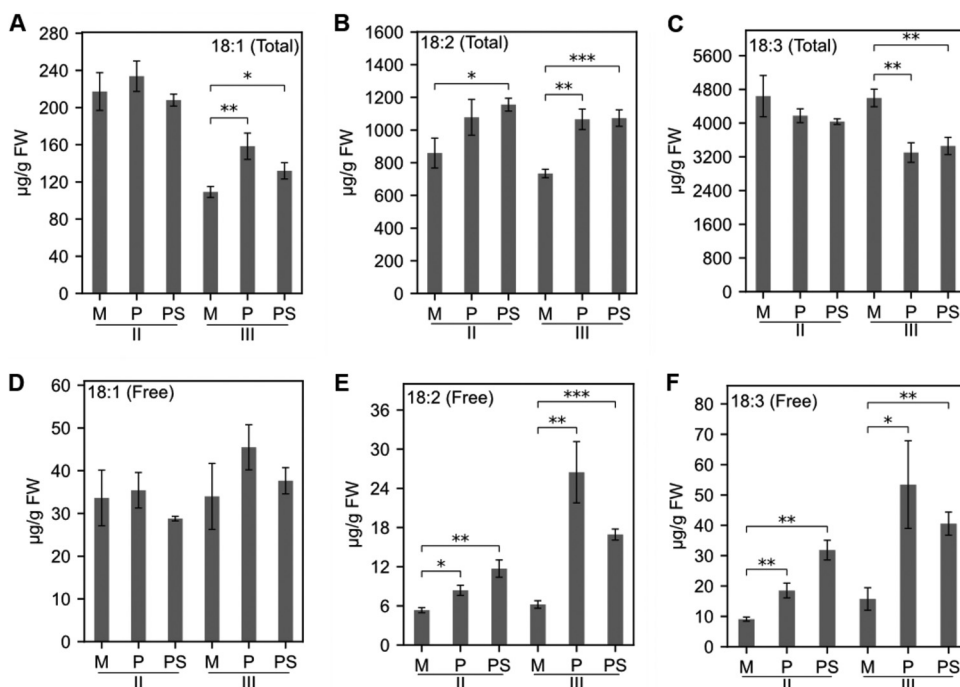 A
18:1 (Total)
280
240
200
160
120
80
40
0
µg/g FW
*
**
M P PS M P PS
II III
B
18:2 (Total)
1600
1400
1200
1000
800
600
400
200
0
µg/g FW
*
***
**
M P PS M P PS
II III
C
18:3 (Total)
5600
4800
4000
3200
5600
4800
4000
0
µg/g FW
**
**
M P PS M P PS
II III
D
18:1 (Free)
60
50
40
30
20
10
0
µg/g FW
M P PS M P PS
II III
E
18:2 (Free)
36
30
24
18
12
6
0
µg/g FW
***
**
**
*
M P PS M P PS
II III
F
18:3 (Free)
80
70
60
50
40
30
20
10
0
µg/g FW
**
*
**
**
M P PS M P PS
II III